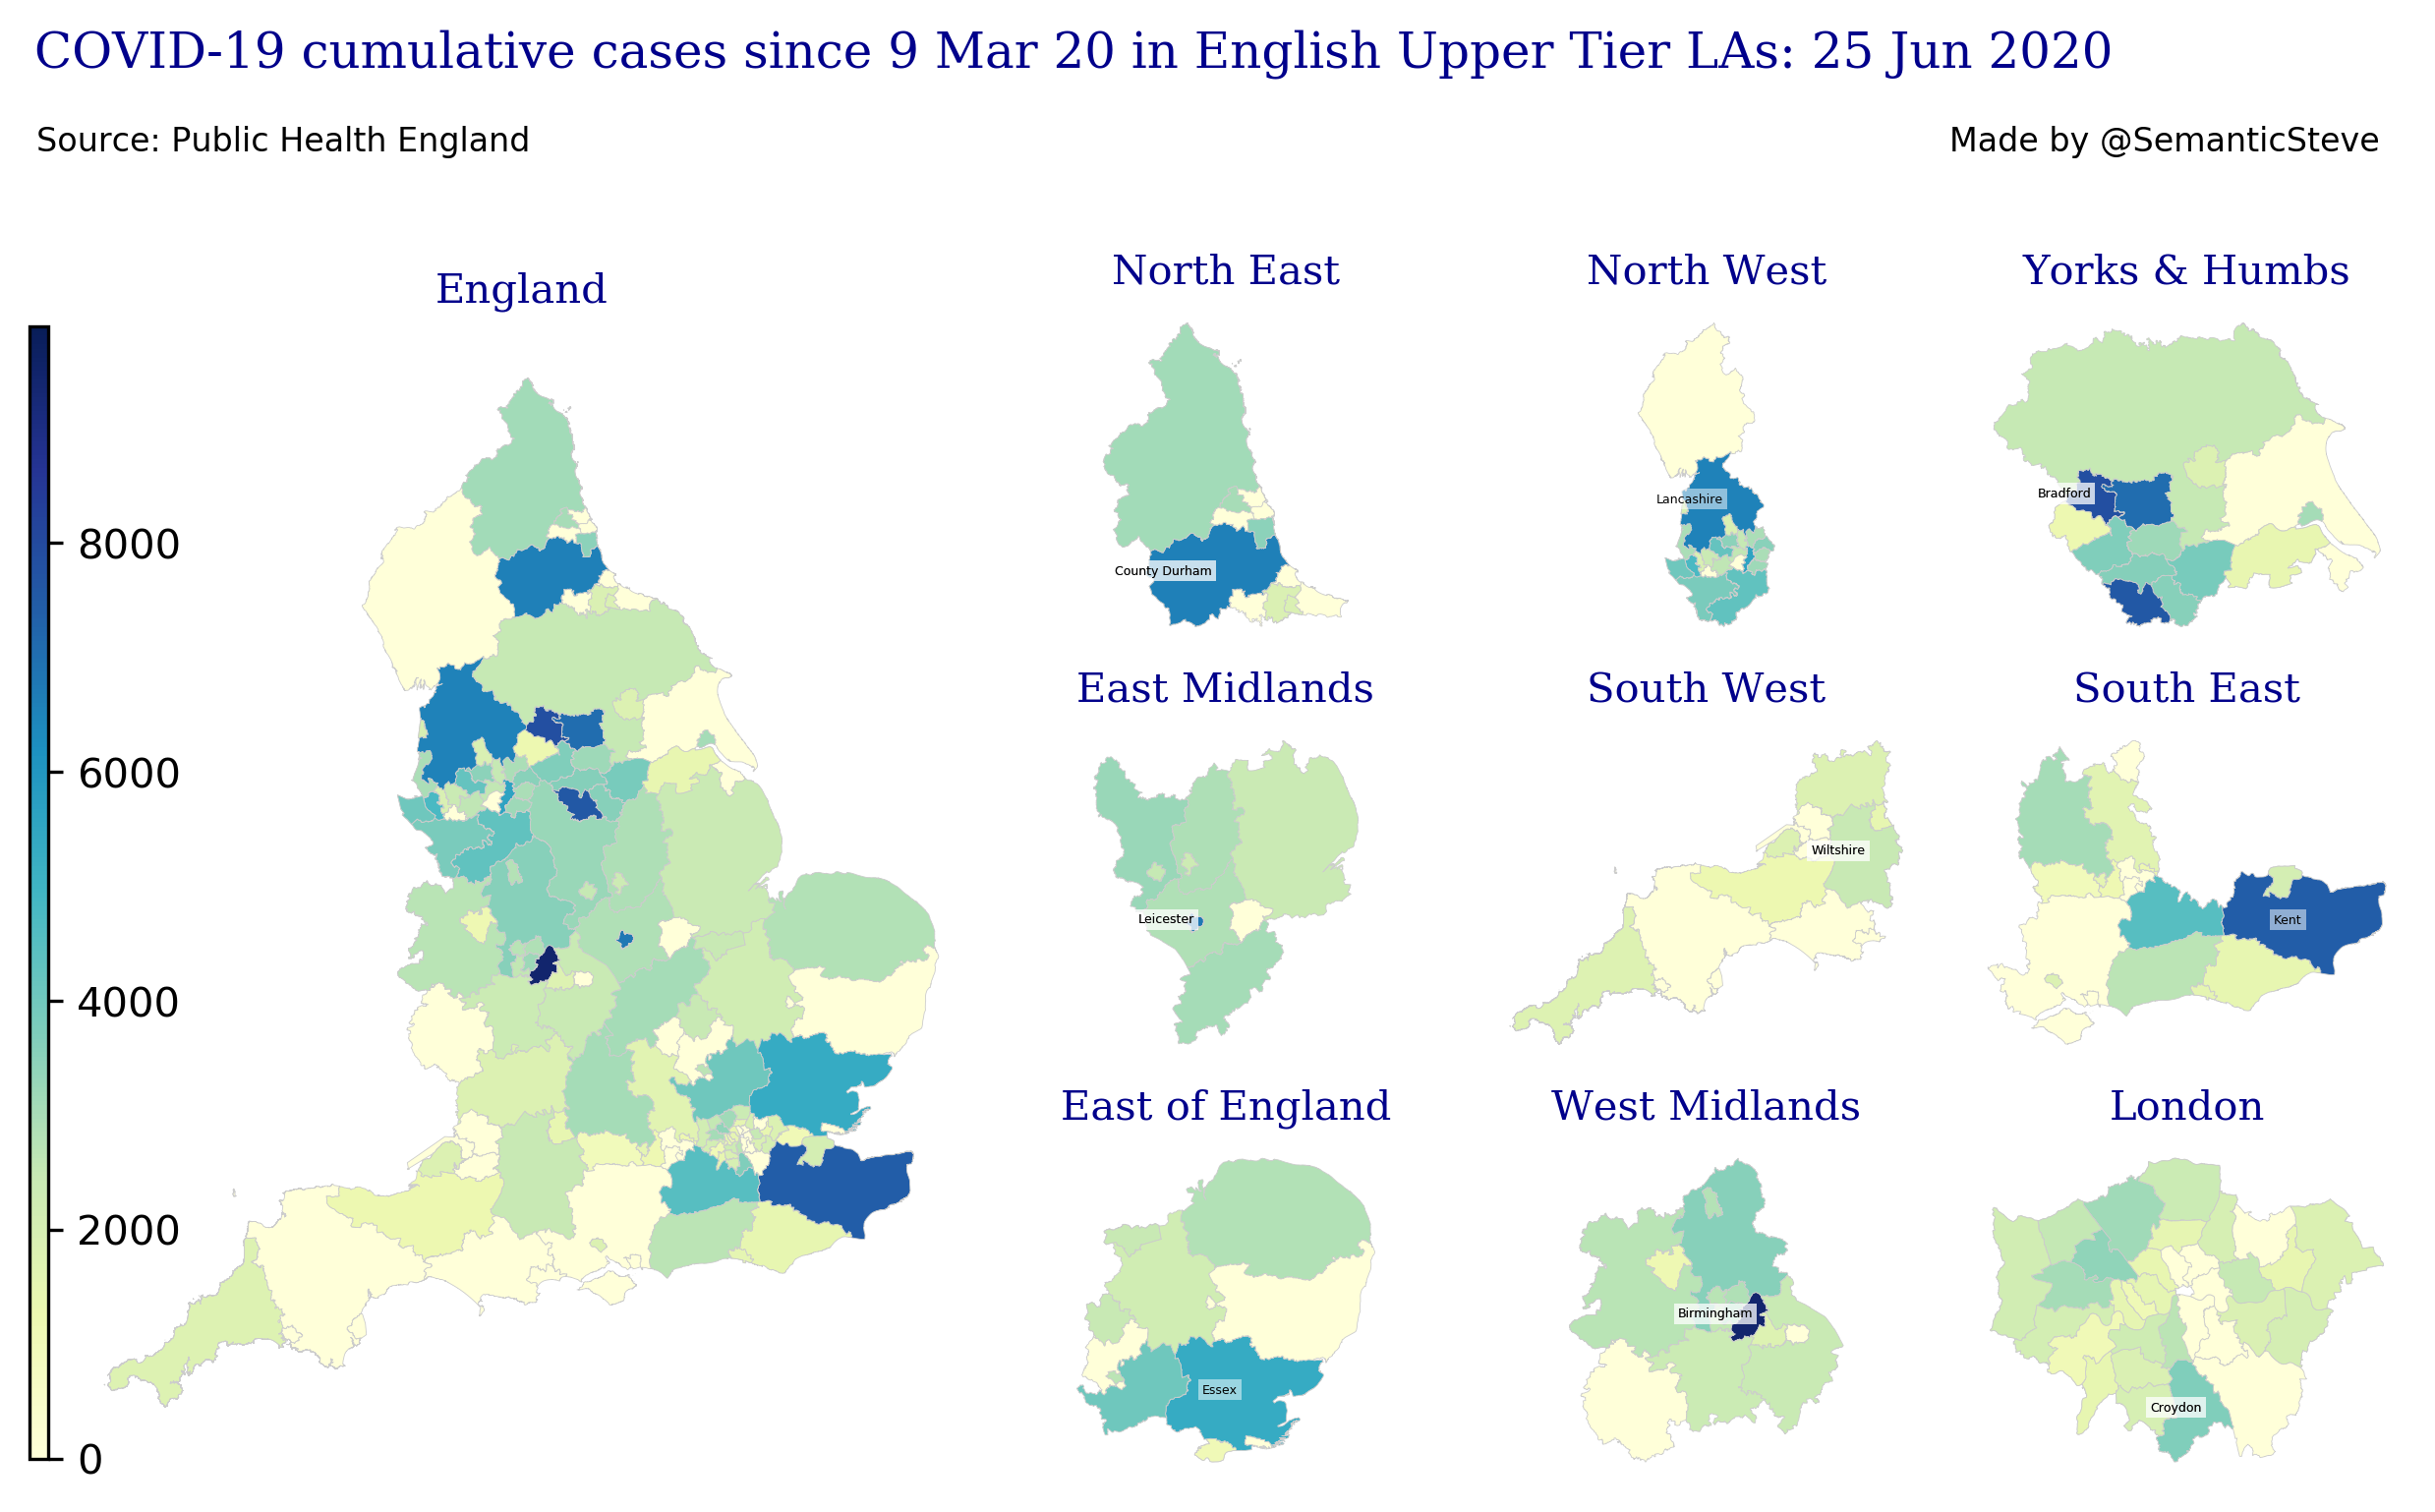 COVID-19 cumulative cases since 9 Mar 20 in English Upper Tier LAs: 25 Jun 2020
Source: Public Health England
Made by @SemanticSteve
England
North East
North West
Yorks & Humbs
8000
6000
4000
2000
0
County Durham
Lancashire
Bradford
East Midlands
South West
South East
Leicester
Wiltshire
Kent
East of England
West Midlands
London
Essex
Birmingham
Croydon